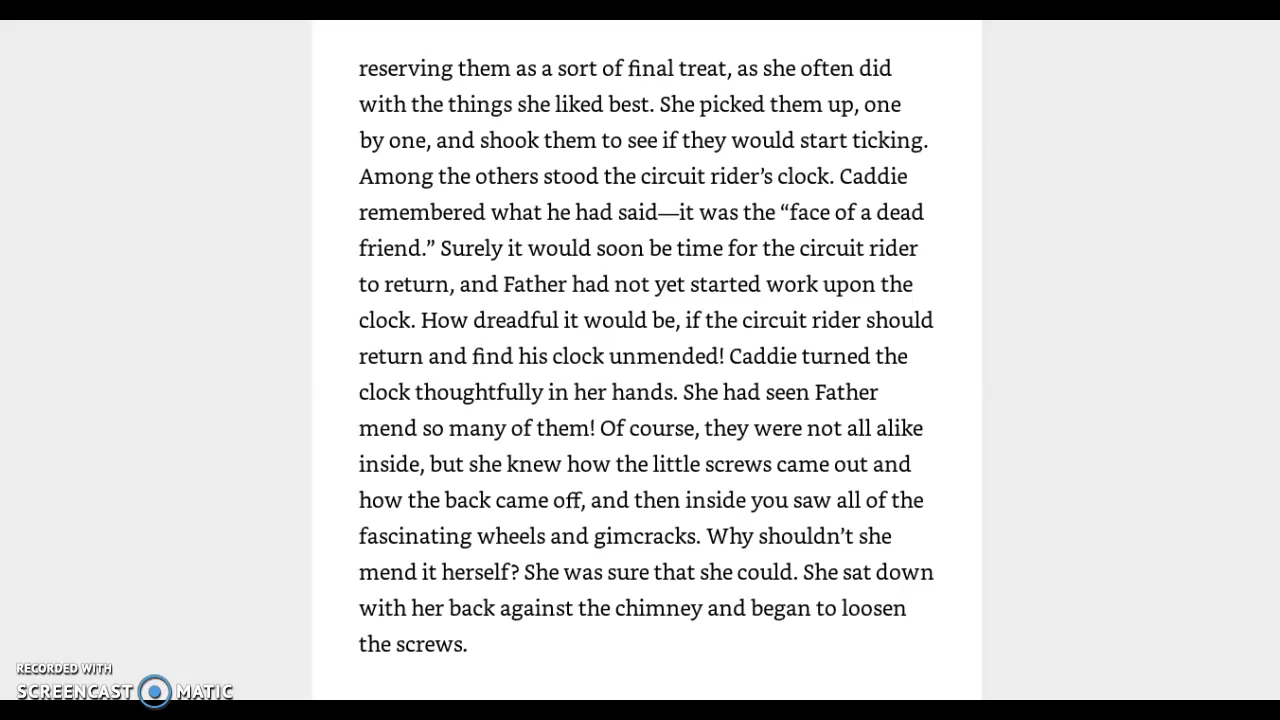 reserving them as a sort of final treat, as she often did
with the things she liked best. She picked them up, one
by one, and shook them to see if they would start ticking.
Among the others stood the circuit rider’s clock. Caddie
remembered what he had said—it was the “face of a dead
friend.” Surely it would soon be time for the circuit rider
to return, and Father had not yet started work upon the
clock. How dreadful it would be, if the circuit rider should
return and find his clock unmended! Caddie turned the
clock thoughtfully in her hands. She had seen Father
mend so many of them! Of course, they were not all alike
inside, but she knew how the little screws came out and
how the back came off, and then inside you saw all of the
fascinating wheels and gimcracks. Why shouldn’t she
mend it herself? She was sure that she could. She sat down
with her back against the chimney and began to loosen
the screws.
RECORDED WITH
SCREENCAST MATIC